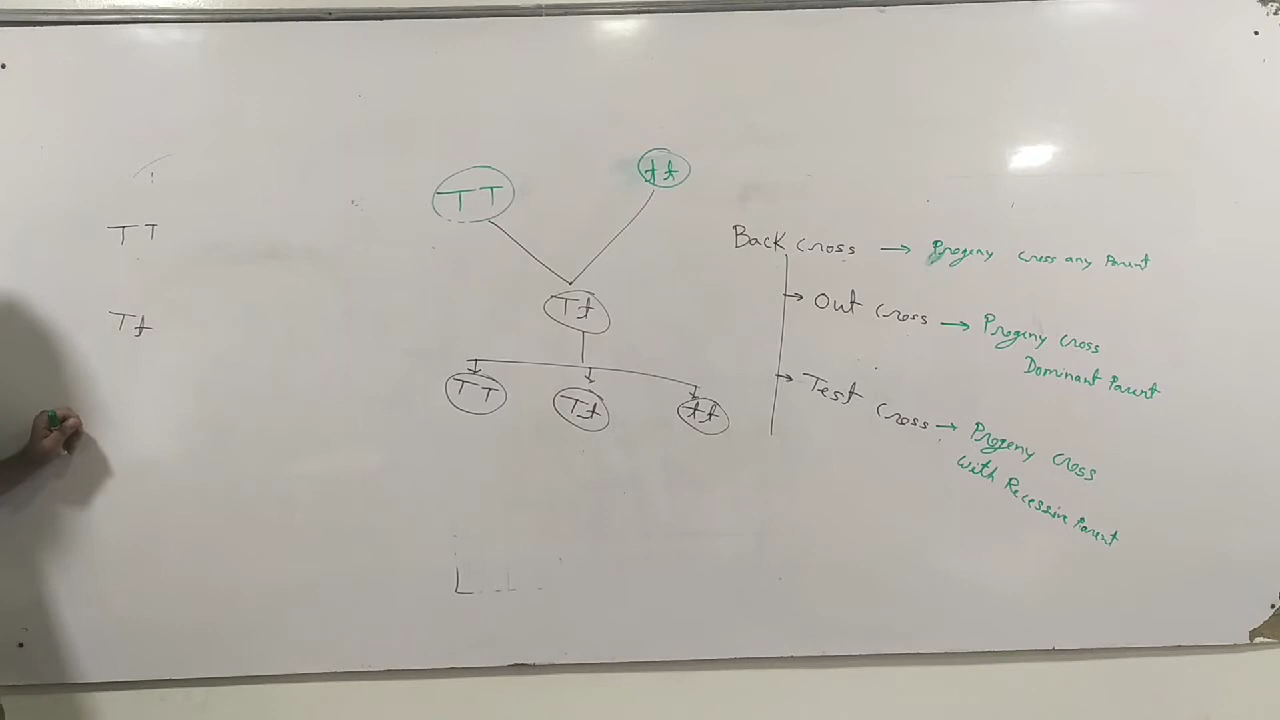 TT
Tt
TT
tt
Tt
TT
Tt
tt
Back cross → Progeny cross any Parent
→ Out cross → Progeny cross
Dominant Parent
→ Test cross → Progeny cross
with Recessive Parent